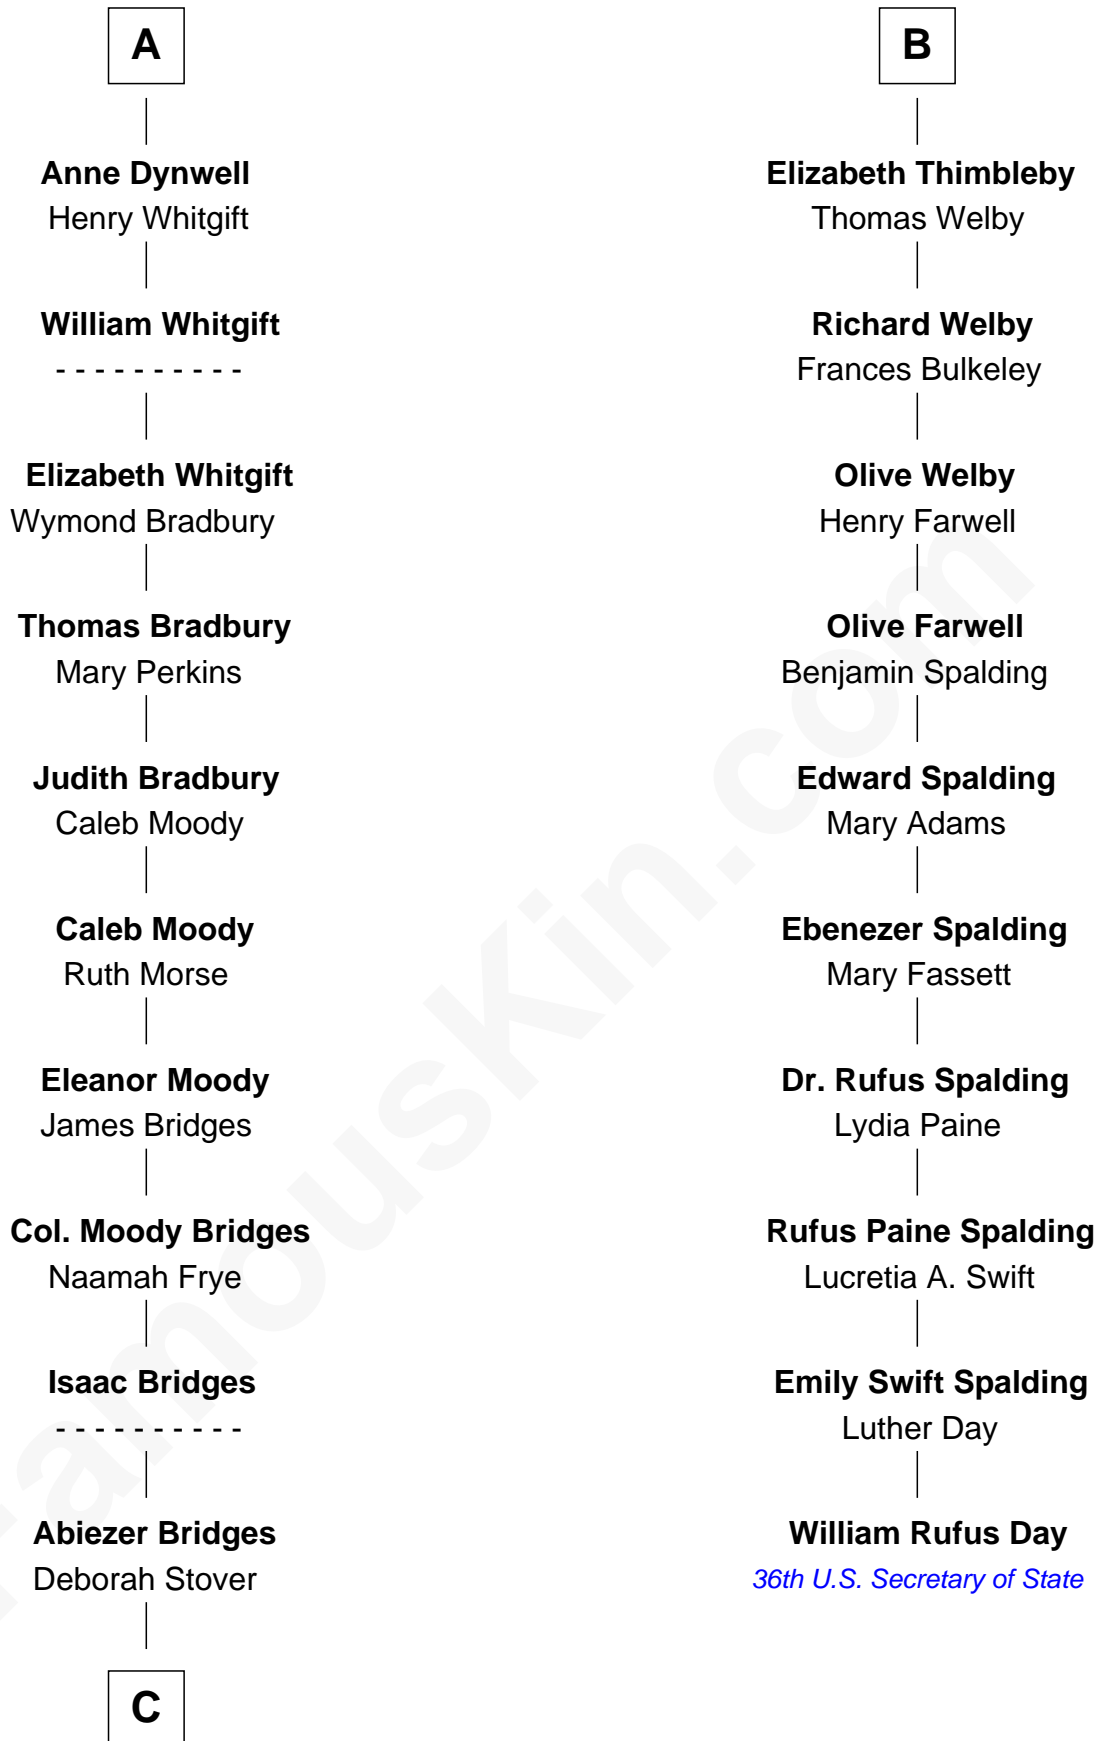 A
Anne Dynwell
Henry Whitgift
William Whitgift
- - - - - - - - - -
Elizabeth Whitgift
Wymond Bradbury
Thomas Bradbury
Mary Perkins
Judith Bradbury
Caleb Moody
Caleb Moody
Ruth Morse
Eleanor Moody
James Bridges
Col. Moody Bridges
Naamah Frye
Isaac Bridges
- - - - - - - - - -
Abiezer Bridges
Deborah Stover
C
B
Elizabeth Thimbleby
Thomas Welby
Richard Welby
Frances Bulkeley
Olive Welby
Henry Farwell
Olive Farwell
Benjamin Spalding
Edward Spalding
Mary Adams
Ebenezer Spalding
Mary Fassett
Dr. Rufus Spalding
Lydia Paine
Rufus Paine Spalding
Lucretia A. Swift
Emily Swift Spalding
Luther Day
William Rufus Day
36th U.S. Secretary of State
FamousKin.com